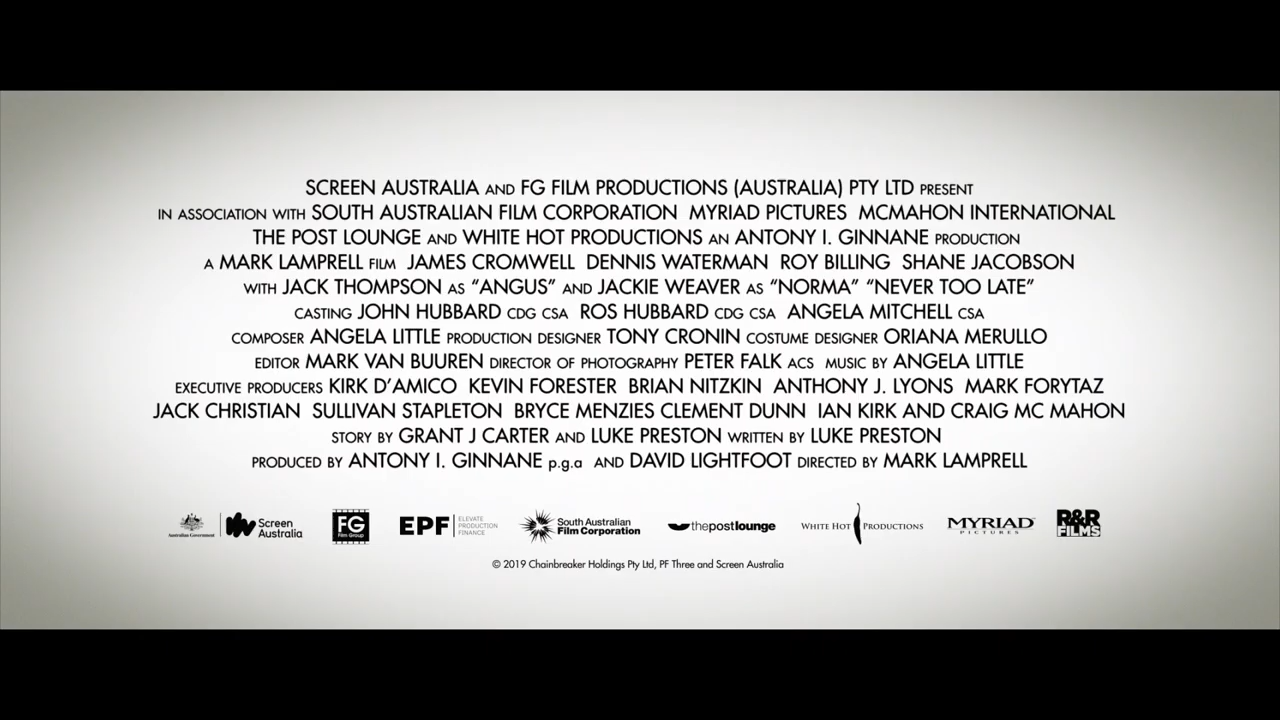 SCREEN AUSTRALIA AND FG FILM PRODUCTIONS (AUSTRALIA) PTY LTD PRESENT
IN ASSOCIATION WITH SOUTH AUSTRALIAN FILM CORPORATION MYRIAD PICTURES MCMAHON INTERNATIONAL
THE POST LOUNGE AND WHITE HOT PRODUCTIONS AN ANTONY I. GINNANE PRODUCTION
A MARK LAMPRELL FILM JAMES CROMWELL DENNIS WATERMAN ROY BILLING SHANE JACOBSON
WITH JACK THOMPSON AS “ANGUS” AND JACKIE WEAVER AS “NORMA” “NEVER TOO LATE”
CASTING JOHN HUBBARD CDG CSA ROS HUBBARD CDG CSA ANGELA MITCHELL CSA
COMPOSER ANGELA LITTLE PRODUCTION DESIGNER TONY CRONIN COSTUME DESIGNER ORIANA MERULLO
EDITOR MARK VAN BUUREN DIRECTOR OF PHOTOGRAPHY PETER FALK ACS MUSIC BY ANGELA LITTLE
EXECUTIVE PRODUCERS KIRK D’AMICO KEVIN FORESTER BRIAN NITZKIN ANTHONY J. LYONS MARK FORYTAZ
JACK CHRISTIAN SULLIVAN STAPLETON BRYCE MENZIES CLEMENT DUNN IAN KIRK AND CRAIG MC MAHON
STORY BY GRANT J CARTER AND LUKE PRESTON WRITTEN BY LUKE PRESTON
PRODUCED BY ANTONY I. GINNANE p.g.a AND DAVID LIGHTFOOT DIRECTED BY MARK LAMPRELL
Australian Government
Screen
Australia
FG
Film Group
EPF
ELEVATE
PRODUCTION
FINANCE
South Australian
Film Corporation
thepostlounge
WHITE HOT PRODUCTIONS
MYRIAD
PICTURES
R&R
FILMS
© 2019 Chainbreaker Holdings Pty Ltd, PF Three and Screen Australia